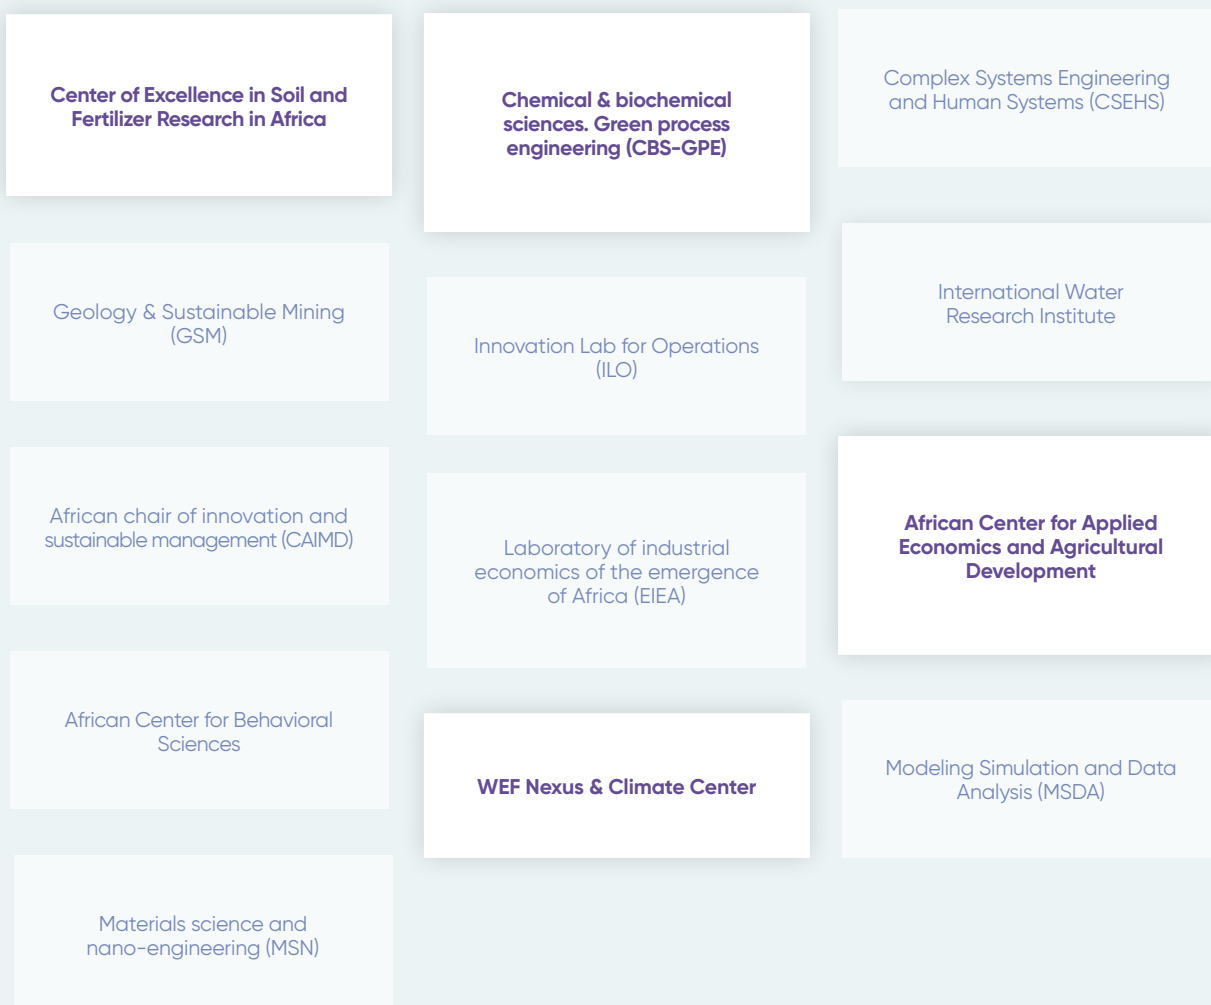 Center of Excellence in Soil and
Fertilizer Research in Africa
Geology & Sustainable Mining
(GSM)
African chair of innovation and
sustainable management (CAIMD)
African Center for Behavioral
Sciences
Materials science and
nano-engineering (MSN)
Chemical & biochemical
sciences. Green process
engineering (CBS-GPE)
Innovation Lab for Operations
(ILO)
Laboratory of industrial
economics of the emergence
of Africa (EIEA)
WEF Nexus & Climate Center
Complex Systems Engineering
and Human Systems (CSEHS)
International Water
Research Institute
African Center for Applied
Economics and Agricultural
Development
Modeling Simulation and Data
Analysis (MSDA)